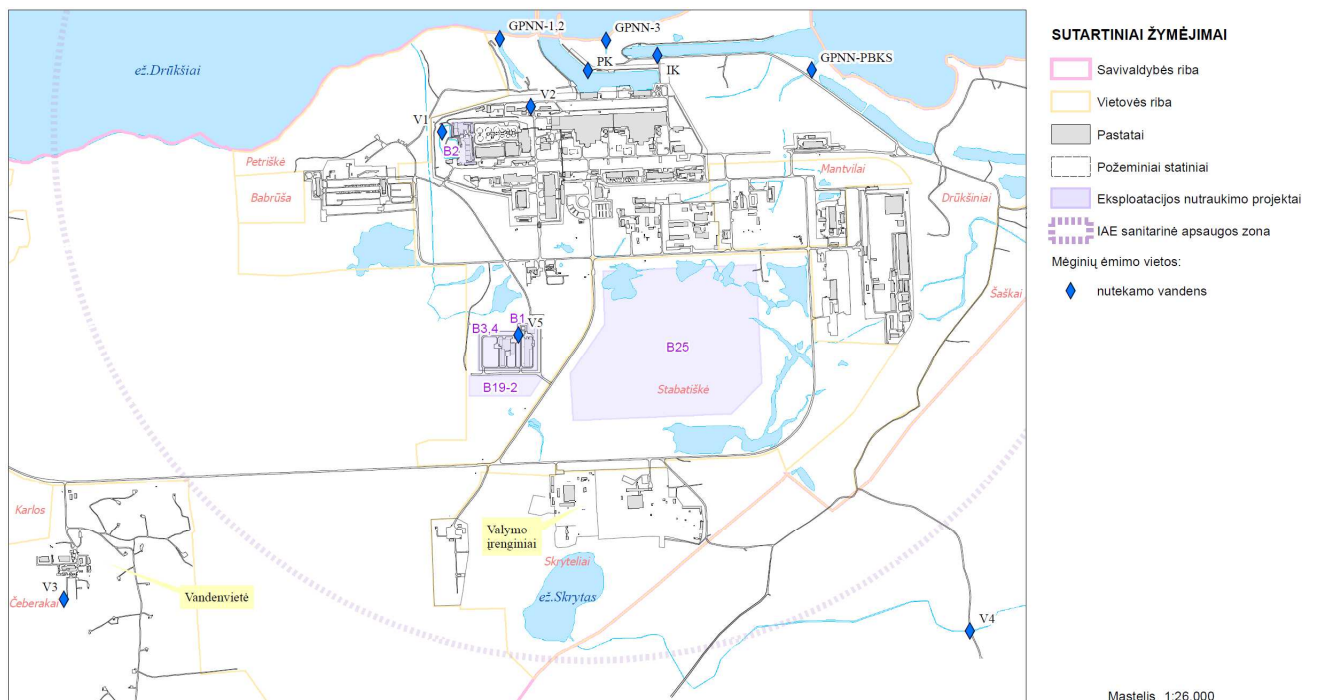 GPNN-1,2
GPNN-3
PK
IK
GPNN-PBKS
ež.Drūkšiai
V2
V1
B2
Petriškė
Babrūša
Mantvilai
Drūkšiniai
Šaškai
B1
V5
B3,4
B19-2
B25
Stabatiškė
Karlos
V3
Čeberakai
Vandenvietė
Valymo
įrenginiai
Skryteliai
ež.Skrytas
V4
SUTARTINIAI ŽYMĖJIMAI
Savivaldybės riba
Vietovės riba
Pastatai
Požeminiai statiniai
Eksploatacijos nutraukimo projektai
IAE sanitarinė apsaugos zona
Mėginių ėmimo vietos:
nutekamo vandens
Mastelis 1:26 000